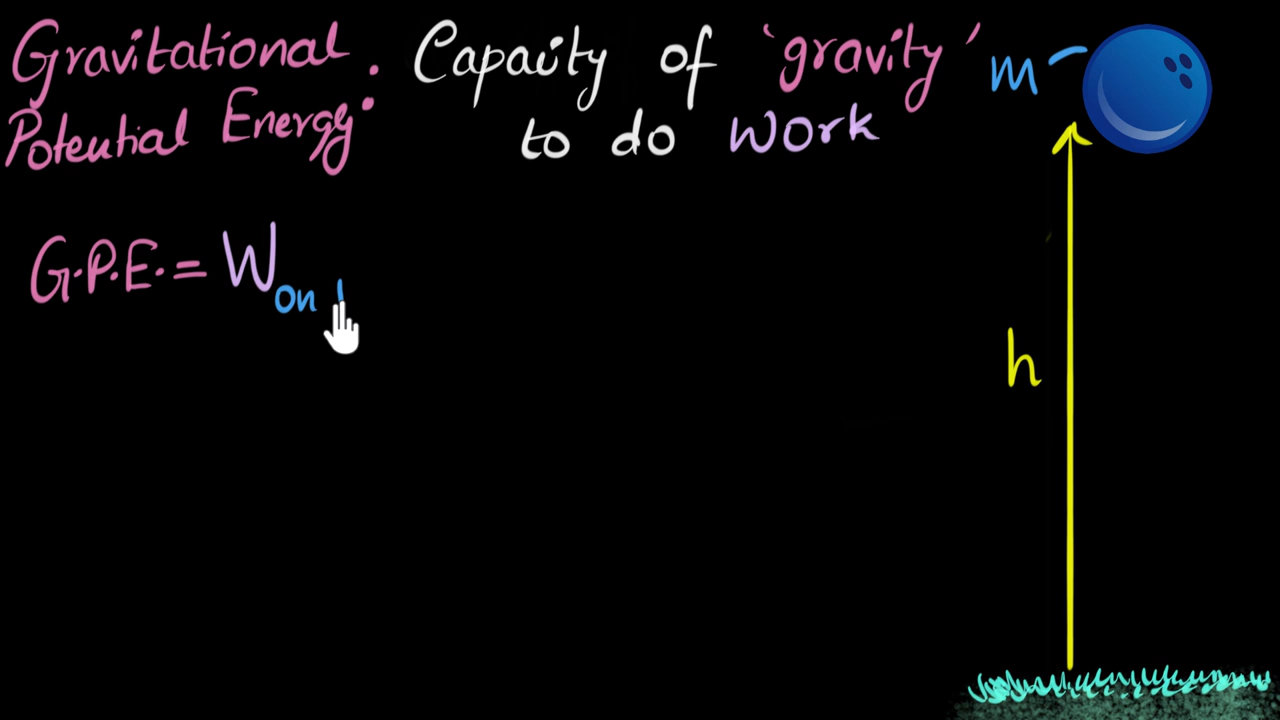 Gravitational : Capacity of 'gravity' m
Potential Energy to do work
G.P.E. = W on
h